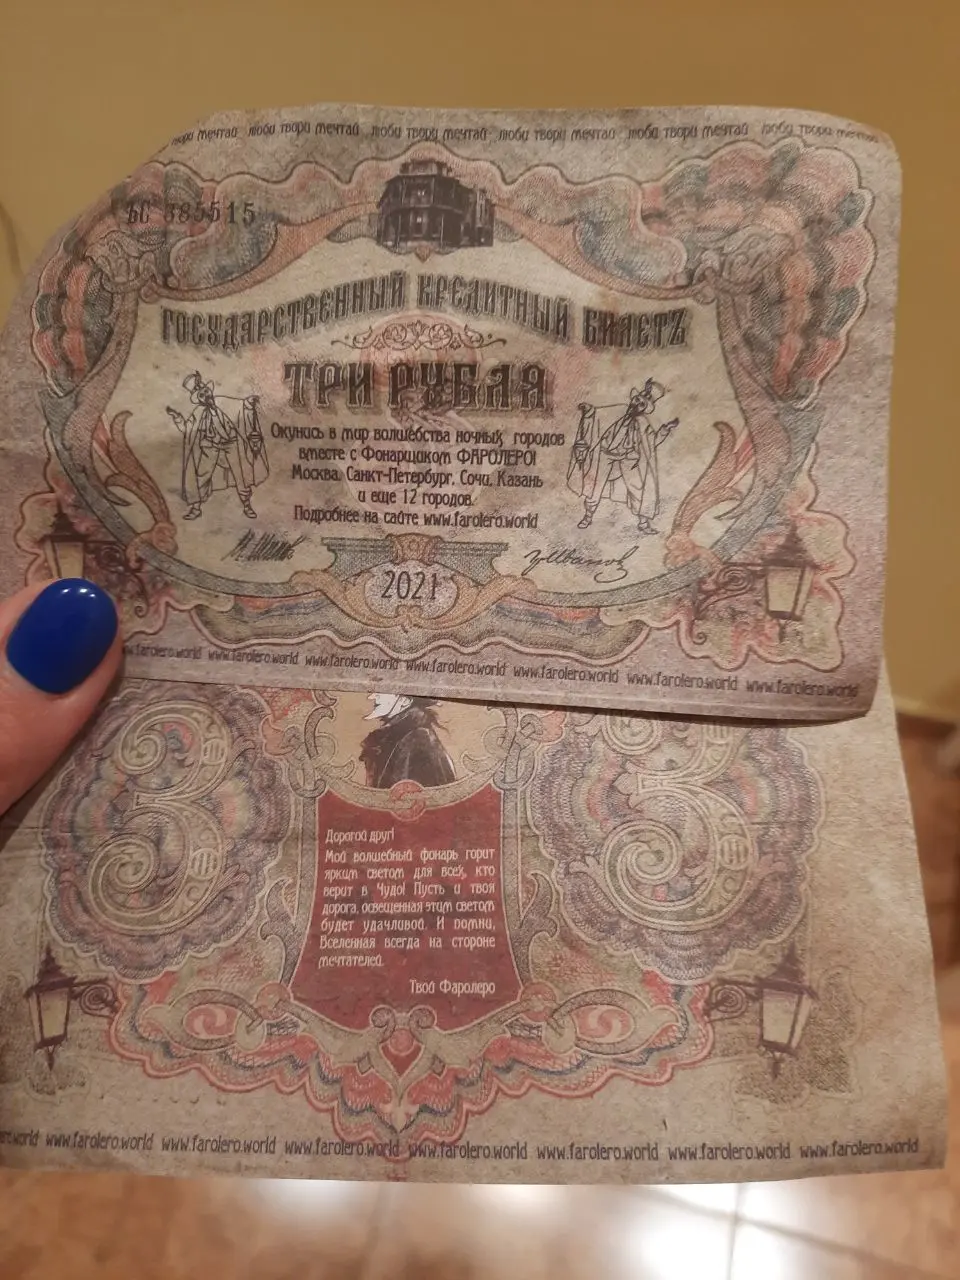 люби твори мечтай люби твори мечтай люби твори мечтай люби твори мечтай люби твори мечтай
ЬС 385515
ГОСУДАРСТВЕННЫЙ КРЕДИТНЫЙ БИЛЕТЪ
ТРИ РУБЛЯ
Окунись в мир волшебства ночных городов
вместе с Фонарщиком ФАРОЛЕРО!
Москва, Санкт-Петербург, Сочи, Казань
и еще 12 городов.
Подробнее на сайте www.farolero.world
2021
www.farolero.world www.farolero.world www.farolero.world www.farolero.world www.farolero.world www.farolero.world
3 3
Дорогой друг!
Мой волшебный фонарь горит
ярким светом для всех, кто
верит в Чудо! Пусть и твоя
дорога, освещенная этим светом
будет удачливой. И помни,
Вселенная всегда на стороне
мечтателей.
Твой Фаролеро
www.farolero.world www.farolero.world www.farolero.world www.farolero.world www.farolero.world www.farolero.world www.farolero.world